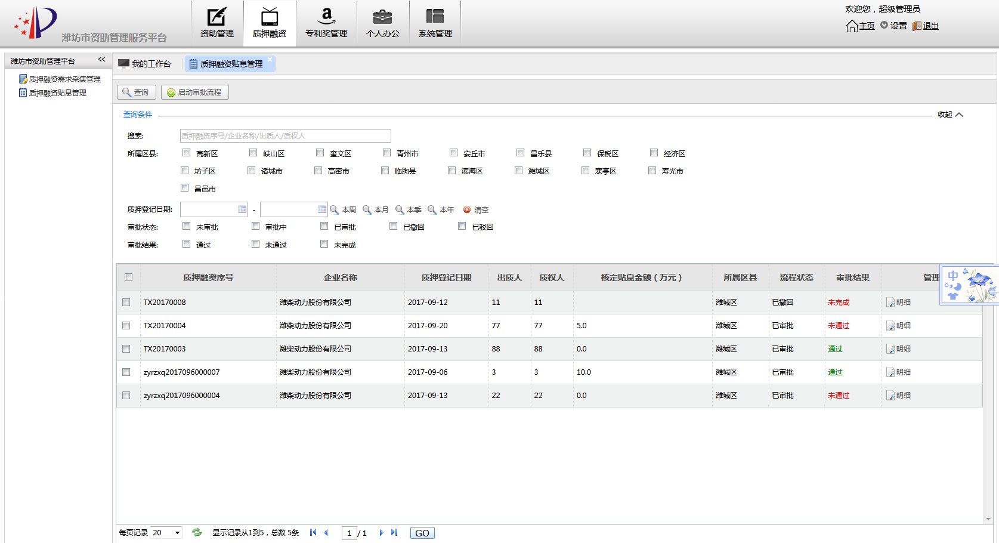 潍坊市资助管理服务平台
资助管理 质押融资 专利奖管理 个人办公 系统管理
欢迎您，超级管理员
主页 设置 退出
潍坊市资助管理平台
质押融资需求采集管理
质押融资贴息管理
我的工作台 质押融资贴息管理
查询 启动审批流程
查询条件 收起
搜索: 质押融资序号/企业名称/出质人/质权人
所属区县: 高新区 峡山区 奎文区 青州市 安丘市 昌乐县 保税区 经济区
坊子区 诸城市 高密市 临朐县 滨海区 潍城区 寒亭区 寿光市
昌邑市
质押登记日期: - 本周 本月 本季 本年 清空
审批状态: 未审批 审批中 已审批 已撤回 已驳回
审批结果: 通过 未通过 未完成
质押融资序号 企业名称 质押登记日期 出质人 质权人 核定贴息金额（万元） 所属区县 流程状态 审批结果 管理
中
TX20170008 潍柴动力股份有限公司 2017-09-12 11 11 潍城区 已撤回 未完成 明细
TX20170004 潍柴动力股份有限公司 2017-09-20 77 77 5.0 潍城区 已审批 未通过 明细
TX20170003 潍柴动力股份有限公司 2017-09-13 88 88 0.0 潍城区 已审批 通过 明细
zyrzxq2017096000007 潍柴动力股份有限公司 2017-09-06 3 3 10.0 潍城区 已审批 通过 明细
zyrzxq2017096000004 潍柴动力股份有限公司 2017-09-13 22 22 0.0 潍城区 已审批 未通过 明细
每页记录 20 显示记录从1到5，总数 5条 1 / 1 GO